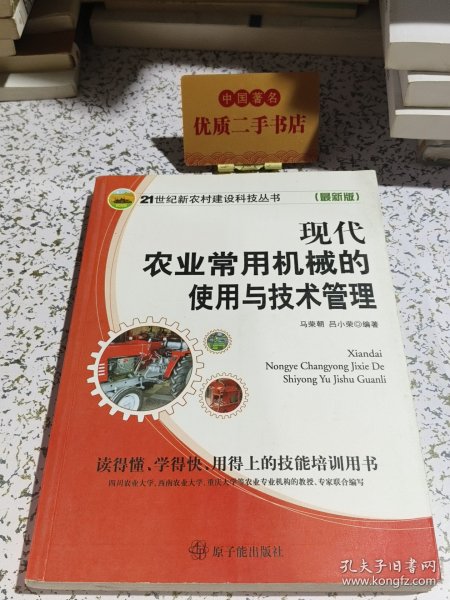 中国著名
优质二手书店
21世纪新农村建设科技丛书
(最新版)
现代
农业常用机械的
使用与技术管理
马荣朝 吕小荣◎编著
Xiandai
Nongye Changyong Jixie De
Shiyong Yu Jishu Guanli
读得懂、学得快、用得上的技能培训用书
四川农业大学、西南农业大学、重庆大学等农业专业机构的教授、专家联合编写
原子能出版社
孔夫子旧书网
www.kongfz.com